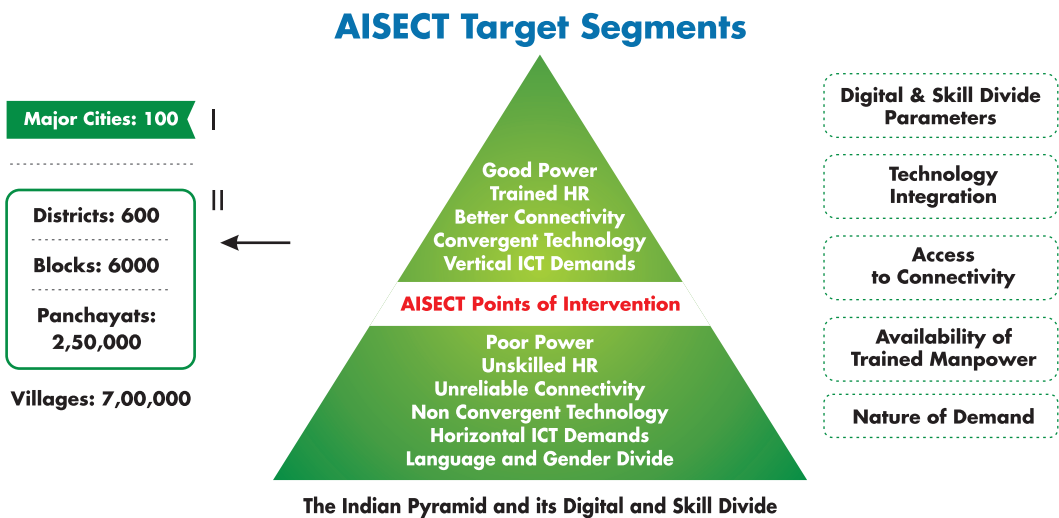 AISECT Target Segments
Major Cities: 100
I
II
Districts: 600
Blocks: 6000
Panchayats:
2,50,000
Villages: 7,00,000
Good Power
Trained HR
Better Connectivity
Convergent Technology
Vertical ICT Demands
AISECT Points of Intervention
Poor Power
Unskilled HR
Unreliable Connectivity
Non Convergent Technology
Horizontal ICT Demands
Language and Gender Divide
Digital & Skill Divide
Parameters
Technology
Integration
Access
to Connectivity
Availability of
Trained Manpower
Nature of Demand
The Indian Pyramid and its Digital and Skill Divide